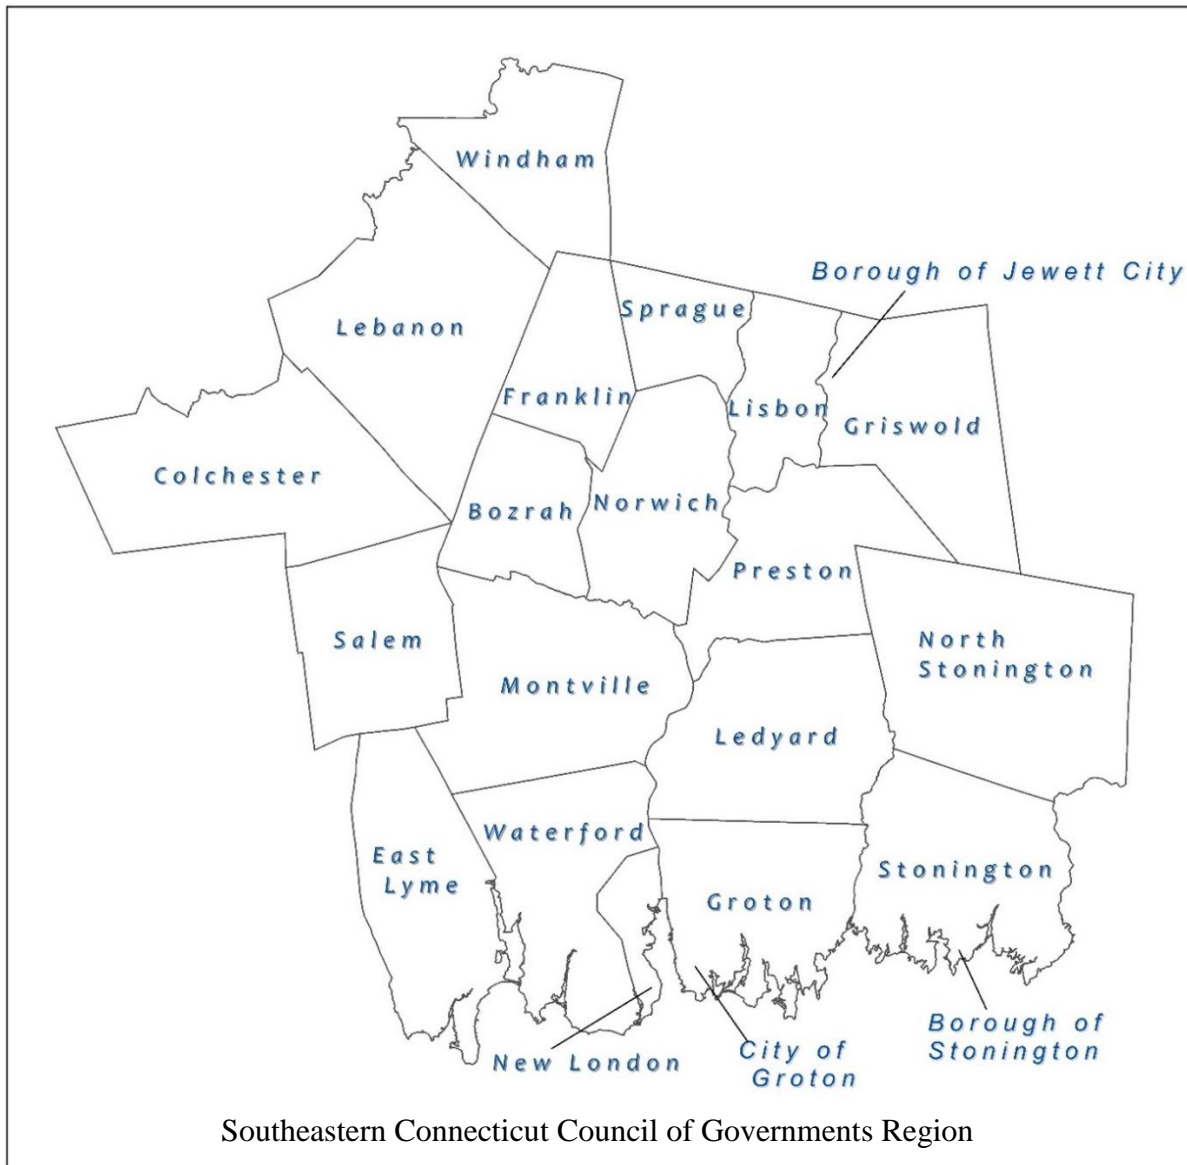 Windham
Borough of Jewett City
Sprague
Lebanon
Franklin
Lisbon
Griswold
Colchester
Bozrah
Norwich
Preston
Salem
North
Stonington
Montville
Ledyard
Waterford
East
Lyme
Stonington
Groton
Borough of
Stonington
New London
City of
Groton
Southeastern Connecticut Council of Governments Region